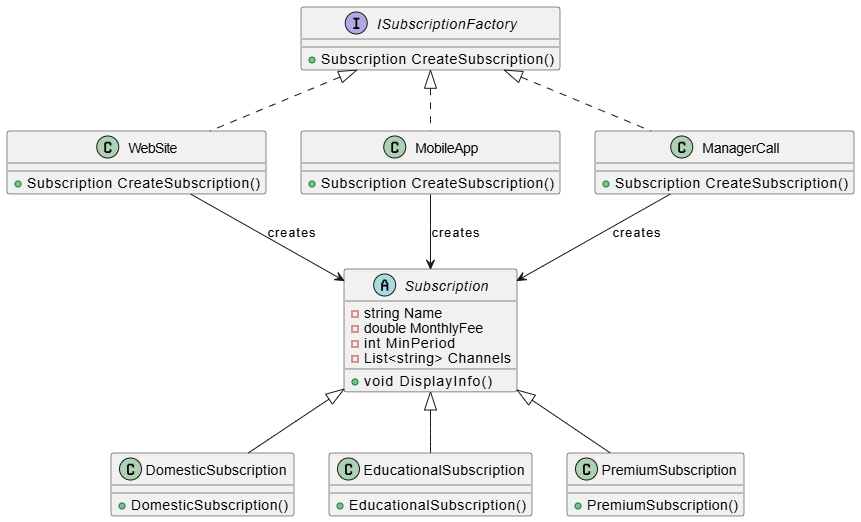 I ISubscriptionFactory
Subscription CreateSubscription()
C WebSite
Subscription CreateSubscription()
C MobileApp
Subscription CreateSubscription()
C ManagerCall
Subscription CreateSubscription()
creates
creates
creates
A Subscription
string Name
double MonthlyFee
int MinPeriod
List<string> Channels
void DisplayInfo()
C DomesticSubscription
DomesticSubscription()
C EducationalSubscription
EducationalSubscription()
C PremiumSubscription
PremiumSubscription()